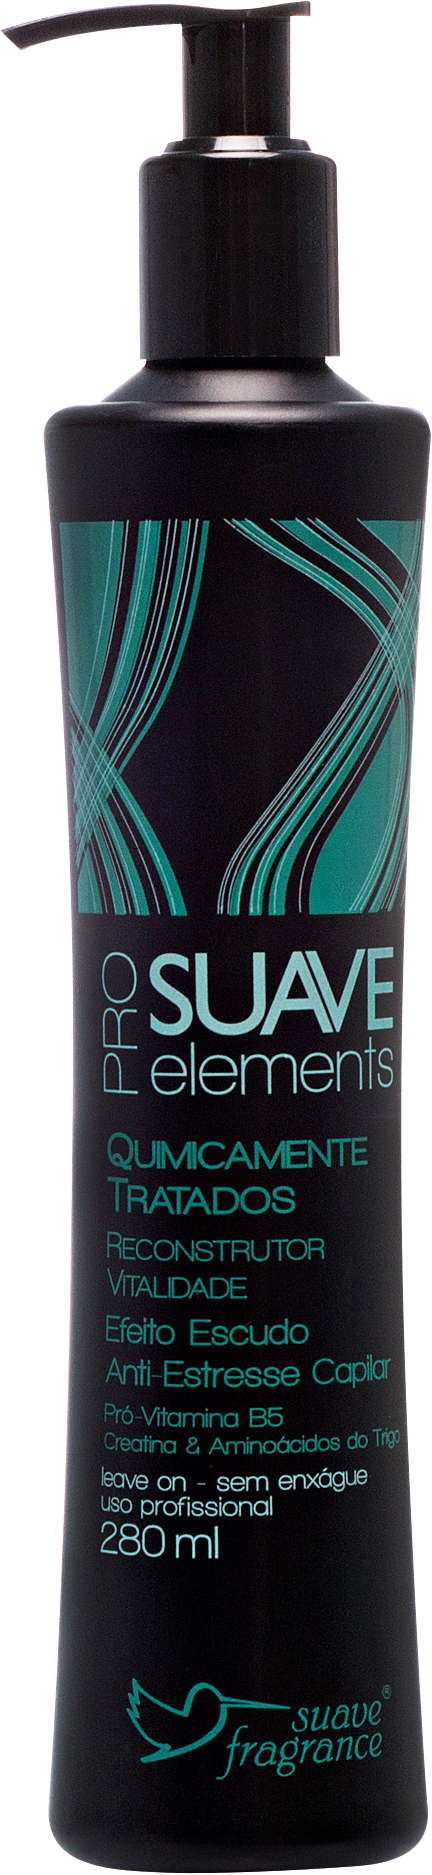 PRO SUAVE
elements
QUIMICAMENTE
TRATADOS
RECONSTRUTOR
VITALIDADE
Efeito Escudo
Anti-Estresse Capilar
Pró-Vitamina B5
Creatina & Aminoácidos do Trigo
leave on - sem enxágue
uso profissional
280 ml
suave®
fragrance